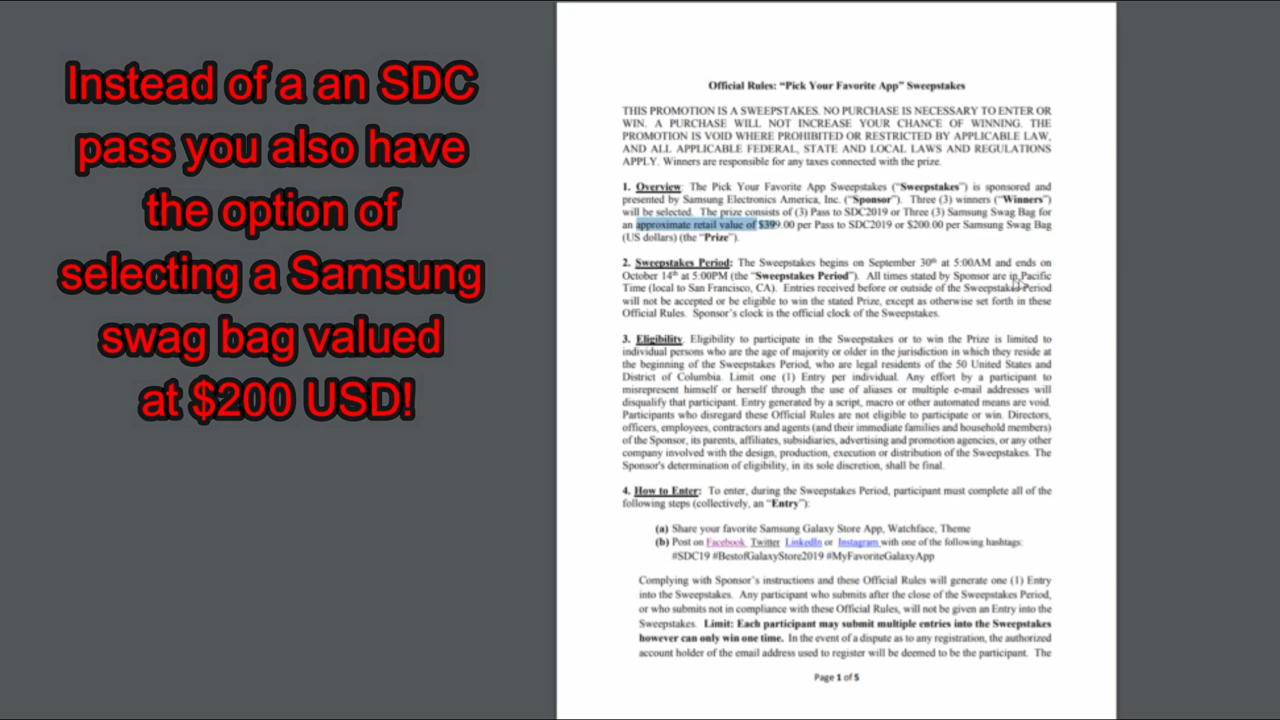 Instead of a an SDC
pass you also have
the option of
selecting a Samsung
swag bag valued
at $200 USD!
Official Rules: “Pick Your Favorite App” Sweepstakes
THIS PROMOTION IS A SWEEPSTAKES. NO PURCHASE IS NECESSARY TO ENTER OR
WIN. A PURCHASE WILL NOT INCREASE YOUR CHANCE OF WINNING. THE
PROMOTION IS VOID WHERE PROHIBITED OR RESTRICTED BY APPLICABLE LAW,
AND ALL APPLICABLE FEDERAL, STATE AND LOCAL LAWS AND REGULATIONS
APPLY. Winners are responsible for any taxes connected with the prize.
1. Overview: The Pick Your Favorite App Sweepstakes (“Sweepstakes”) is sponsored and
presented by Samsung Electronics America, Inc. (“Sponsor”). Three (3) winners (“Winners”)
will be selected. The prize consists of (3) Pass to SDC2019 or Three (3) Samsung Swag Bag for
an approximate retail value of $399.00 per Pass to SDC2019 or $200.00 per Samsung Swag Bag
(US dollars) (the “Prize”).
2. Sweepstakes Period: The Sweepstakes begins on September 30th at 5:00AM and ends on
October 14th at 5:00PM (the “Sweepstakes Period”). All times stated by Sponsor are in Pacific
Time (local to San Francisco, CA). Entries received before or outside of the Sweepstakes Period
will not be accepted or be eligible to win the stated Prize, except as otherwise set forth in these
Official Rules. Sponsor’s clock is the official clock of the Sweepstakes.
3. Eligibility. Eligibility to participate in the Sweepstakes or to win the Prize is limited to
individual persons who are the age of majority or older in the jurisdiction in which they reside at
the beginning of the Sweepstakes Period, who are legal residents of the 50 United States and
District of Columbia. Limit one (1) Entry per individual. Any effort by a participant to
misrepresent himself or herself through the use of aliases or multiple e-mail addresses will
disqualify that participant. Entry generated by a script, macro or other automated means are void.
Participants who disregard these Official Rules are not eligible to participate or win. Directors,
officers, employees, contractors and agents (and their immediate families and household members)
of the Sponsor, its parents, affiliates, subsidiaries, advertising and promotion agencies, or any other
company involved with the design, production, execution or distribution of the Sweepstakes. The
Sponsor's determination of eligibility, in its sole discretion, shall be final.
4. How to Enter: To enter, during the Sweepstakes Period, participant must complete all of the
following steps (collectively, an “Entry”):
(a) Share your favorite Samsung Galaxy Store App, Watchface, Theme
(b) Post on Facebook Twitter LinkedIn or Instagram with one of the following hashtags:
#SDC19 #BestofGalaxyStore2019 #MyFavoriteGalaxyApp
Complying with Sponsor’s instructions and these Official Rules will generate one (1) Entry
into the Sweepstakes. Any participant who submits after the close of the Sweepstakes Period,
or who submits not in compliance with these Official Rules, will not be given an Entry into the
Sweepstakes. Limit: Each participant may submit multiple entries into the Sweepstakes
however can only win one time. In the event of a dispute as to any registration, the authorized
account holder of the email address used to register will be deemed to be the participant. The
Page 1 of 5